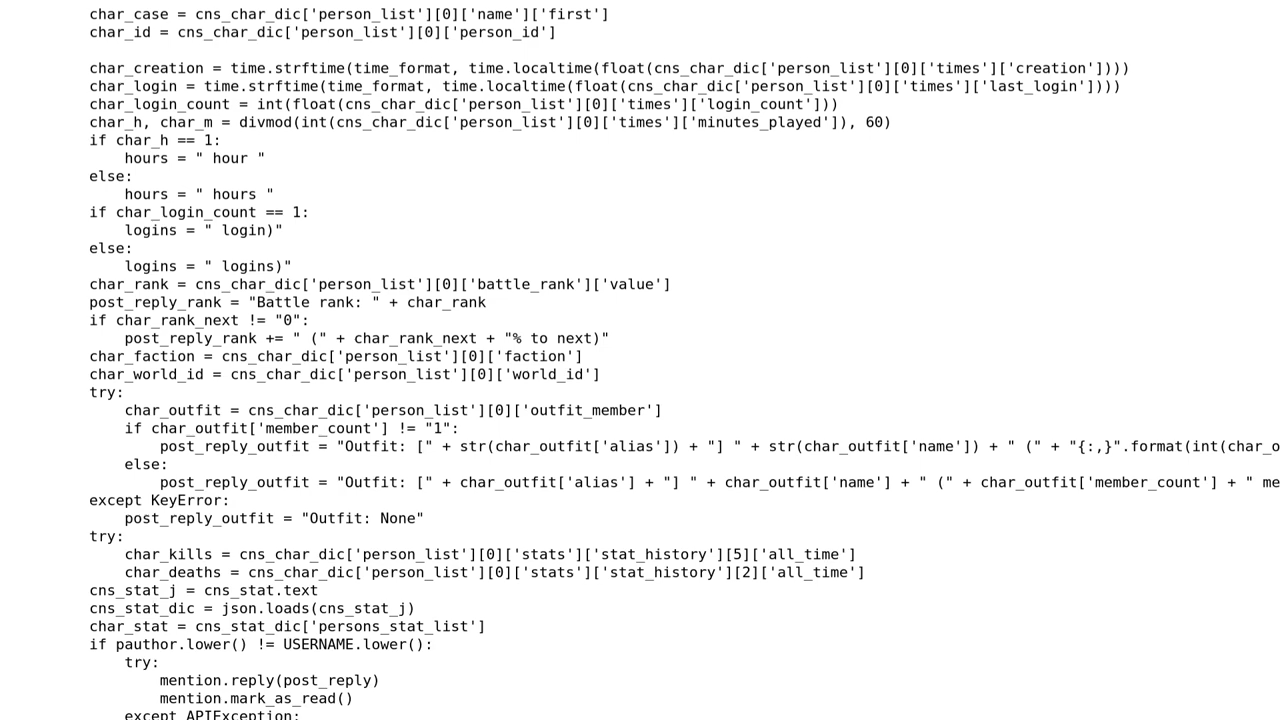 char_case = cns_char_dic['person_list'][0]['name']['first']
char_id = cns_char_dic['person_list'][0]['person_id']

char_creation = time.strftime(time_format, time.localtime(float(cns_char_dic['person_list'][0]['times']['creation'])))
char_login = time.strftime(time_format, time.localtime(float(cns_char_dic['person_list'][0]['times']['last_login'])))
char_login_count = int(float(cns_char_dic['person_list'][0]['times']['login_count']))
char_h, char_m = divmod(int(cns_char_dic['person_list'][0]['times']['minutes_played']), 60)
if char_h == 1:
    hours = " hour "
else:
    hours = " hours "
if char_login_count == 1:
    logins = " login)"
else:
    logins = " logins)"
char_rank = cns_char_dic['person_list'][0]['battle_rank']['value']
post_reply_rank = "Battle rank: " + char_rank
if char_rank_next != "0":
    post_reply_rank += " (" + char_rank_next + "% to next)"
char_faction = cns_char_dic['person_list'][0]['faction']
char_world_id = cns_char_dic['person_list'][0]['world_id']
try:
    char_outfit = cns_char_dic['person_list'][0]['outfit_member']
    if char_outfit['member_count'] != "1":
        post_reply_outfit = "Outfit: [" + str(char_outfit['alias']) + "] " + str(char_outfit['name']) + " (" + "{:,}".format(int(char_o
    else:
        post_reply_outfit = "Outfit: [" + char_outfit['alias'] + "] " + char_outfit['name'] + " (" + char_outfit['member_count'] + " me
except KeyError:
    post_reply_outfit = "Outfit: None"
try:
    char_kills = cns_char_dic['person_list'][0]['stats']['stat_history'][5]['all_time']
    char_deaths = cns_char_dic['person_list'][0]['stats']['stat_history'][2]['all_time']
cns_stat_j = cns_stat.text
cns_stat_dic = json.loads(cns_stat_j)
char_stat = cns_stat_dic['persons_stat_list']
if pauthor.lower() != USERNAME.lower():
    try:
        mention.reply(post_reply)
        mention.mark_as_read()
    except APIException: